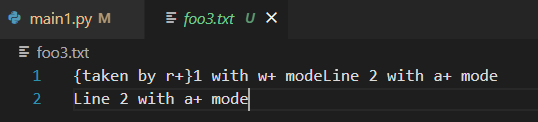 main1.py M foo3.txt U ×
foo3.txt
1 {taken by r+}1 with w+ modeLine 2 with a+ mode
2 Line 2 with a+ mode